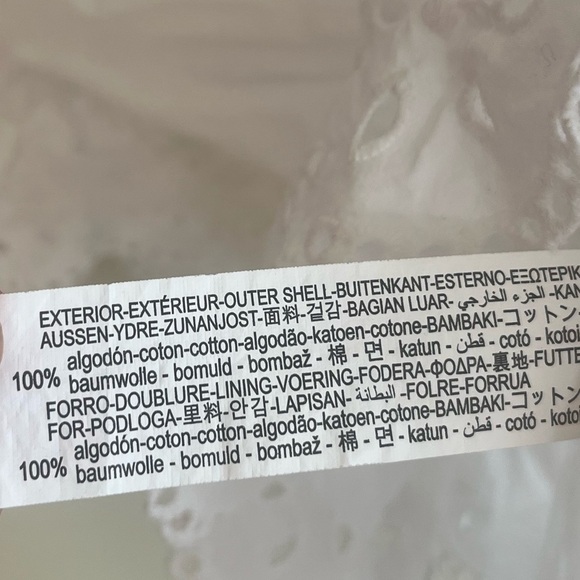 EXTERIOR-EXTÉRIEUR-OUTER SHELL-BUITENKANT-ESTERNO-ΕΞΩΤΕΡΙΚ
AUSSEN-YDRE-ZUNANJOST-面料-겉감-BAGIAN LUAR- الجزء الخارجي -KAN
100% algodón-coton-cotton-algodão-katoen-cotone-BAMBAKI-コットン-
baumwolle - bomuld - bombaž - 棉 - 면 - katun - قطن - cotó - kotoi
FORRO-DOUBLURE-LINING-VOERING-FODERA-ΦΟΔΡΑ-裏地-FUTTE
FOR-PODLOGA-里料-안감-LAPISAN- البطانة -FOLRE-FORRUA
100% algodón-coton-cotton-algodão-katoen-cotone-BAMBAKI-コットン
baumwolle - bomuld - bombaž - 棉 - 면 - katun - قطن - cotó - kotoi